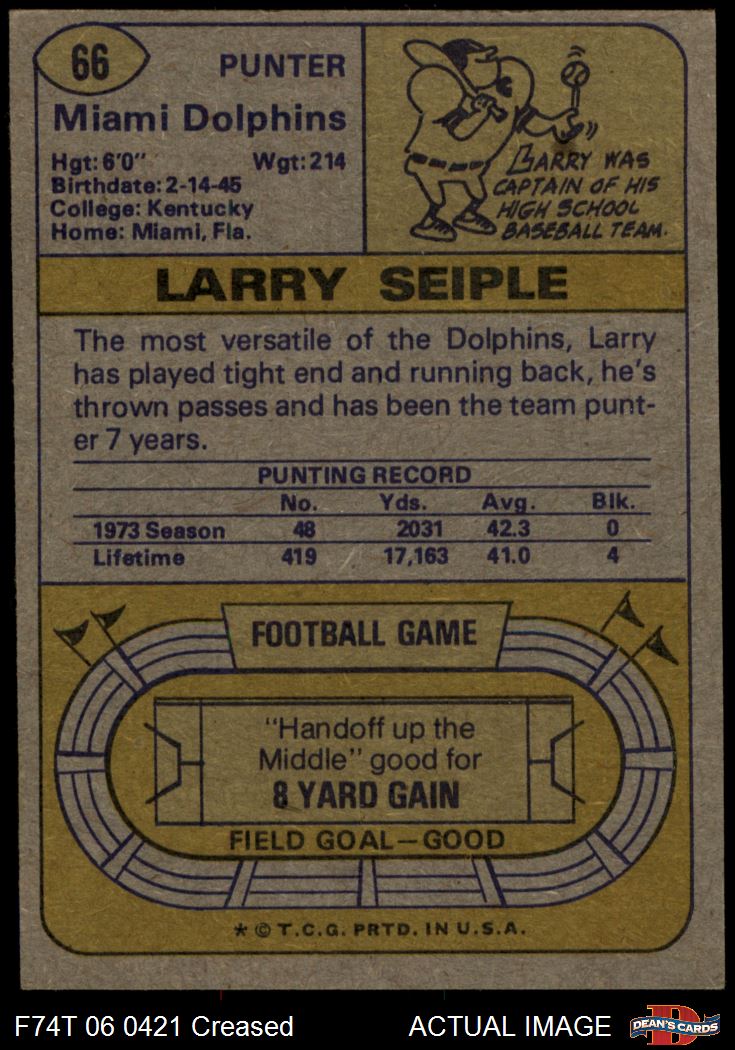 66
PUNTER
Miami Dolphins
Hgt: 6'0" Wgt: 214
Birthdate: 2-14-45
College: Kentucky
Home: Miami, Fla.
LARRY WAS
CAPTAIN OF HIS
HIGH SCHOOL
BASEBALL TEAM.
LARRY SEIPLE
The most versatile of the Dolphins, Larry
has played tight end and running back, he's
thrown passes and has been the team punt-
er 7 years.
PUNTING RECORD
No. Yds. Avg. Blk.
1973 Season 48 2031 42.3 0
Lifetime 419 17,163 41.0 4
FOOTBALL GAME
"Handoff up the
Middle" good for
8 YARD GAIN
FIELD GOAL—GOOD
* © T.C.G. PRTD. IN U.S.A.
F74T 06 0421 Creased ACTUAL IMAGE DEAN'S CARDS